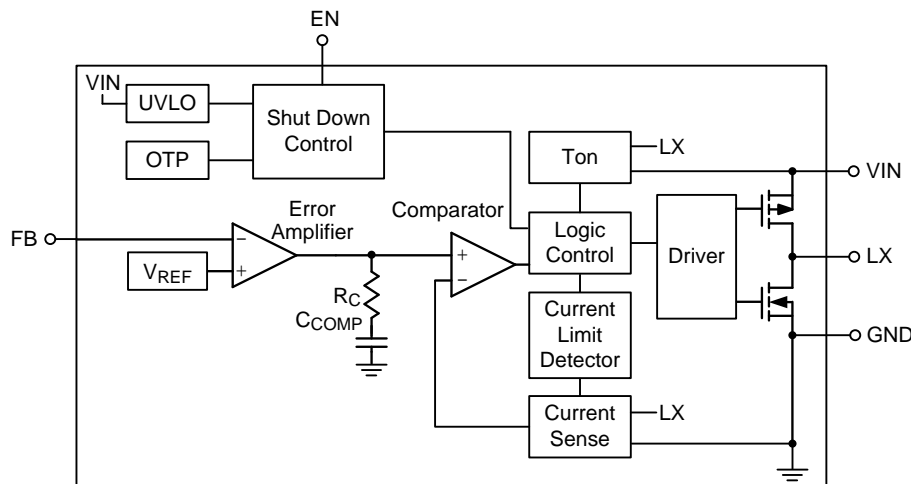 EN
VIN
UVLO
Shut Down
Control
OTP
Ton
LX
VIN
Error
Amplifier
Comparator
FB
VREF
Logic
Control
Driver
LX
RC
CCOMP
Current
Limit
Detector
GND
Current
Sense
LX